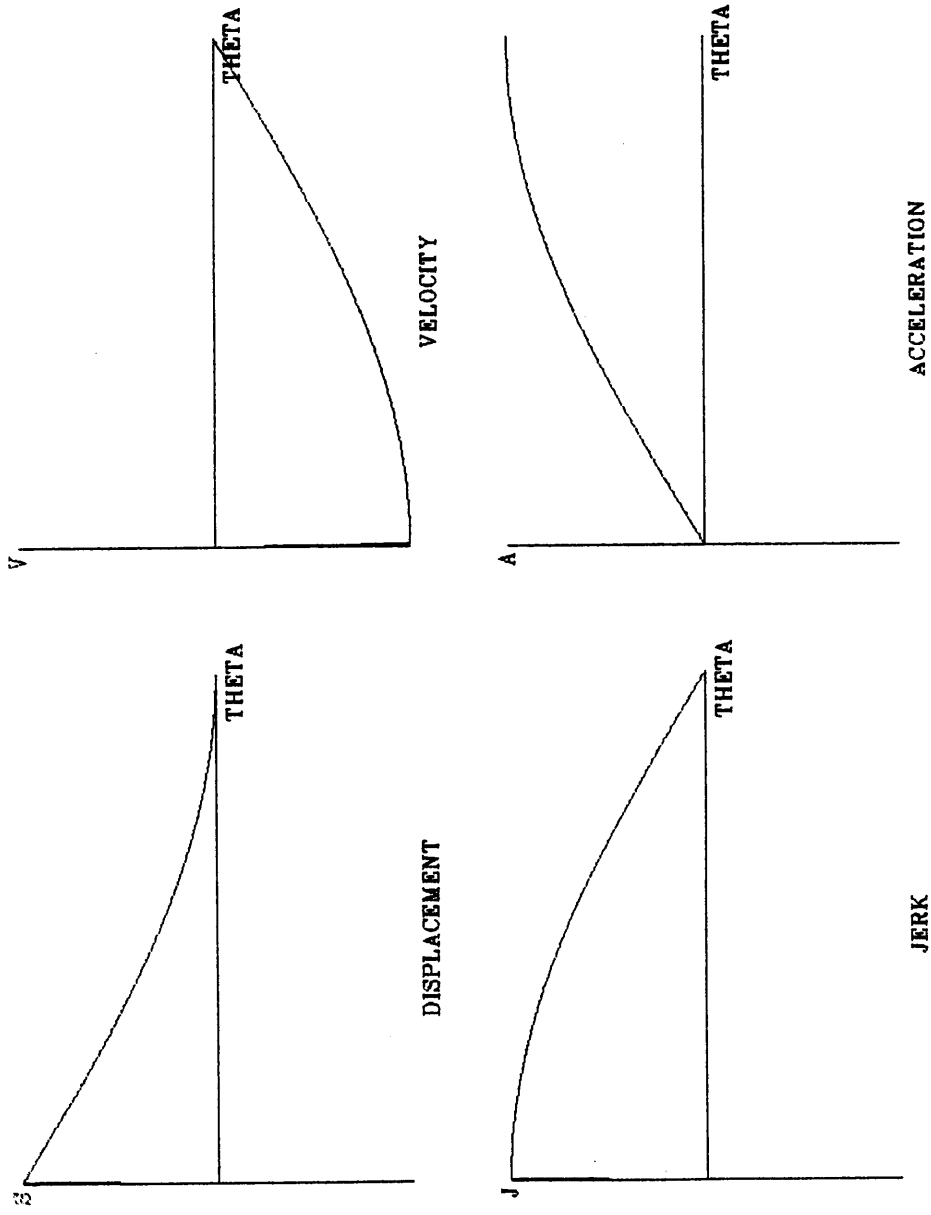 S
THETA
DISPLACEMENT
V
THETA
VELOCITY
J
THETA
JERK
A
THETA
ACCELERATION